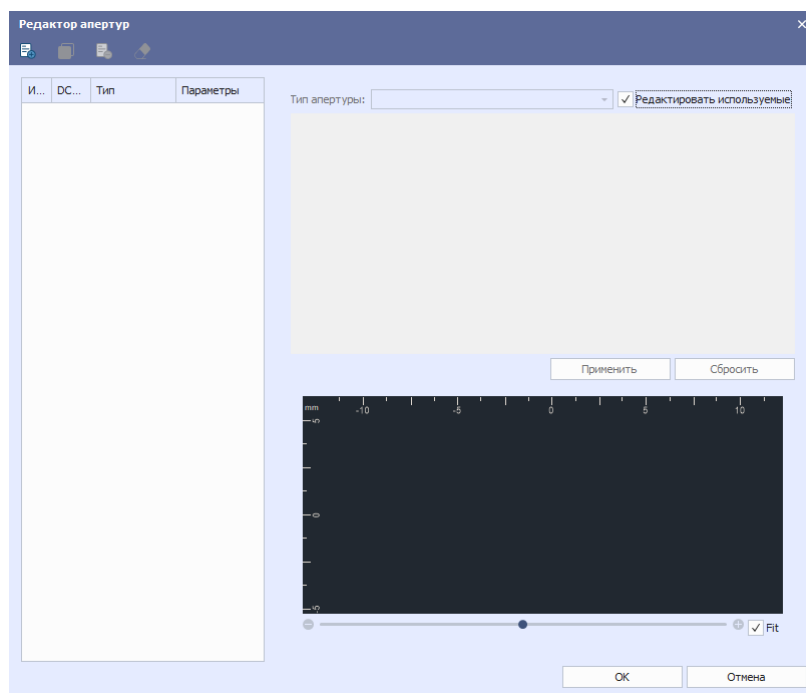 Редактор апертур
И... DC... Тип Параметры
Тип апертуры: Редактировать используемые
Применить Сбросить
mm -10 -5 0 5 10
5
0
-5
Fit
OK Отмена